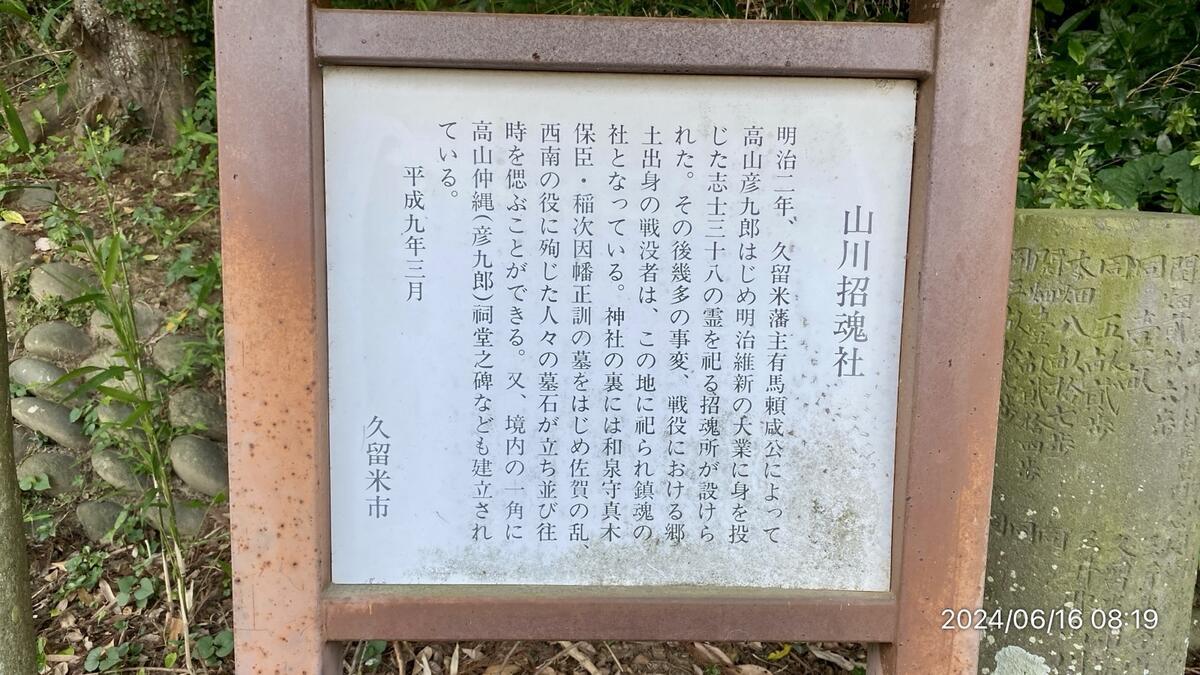 山川招魂社
明治二年、久留米藩主有馬頼咸公によって
高山彦九郎はじめ明治維新の大業に身を投
じた志士三十八の霊を祀る招魂所が設けら
れた。その後幾多の事変、戦役における郷
土出身の戦没者は、この地に祀られ鎮魂の
社となっている。神社の裏には和泉守真木
保臣・稲次因幡正訓の墓をはじめ佐賀の乱、
西南の役に殉じた人々の墓石が立ち並び往
時を偲ぶことができる。又、境内の一角に
高山仲縄(彦九郎)祠堂之碑なども建立され
ている。
平成九年三月
久留米市
2024/06/16 08:19